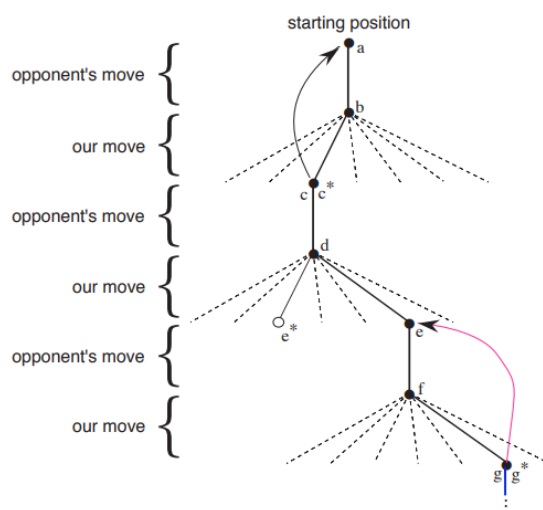 starting position
a
opponent's move
b
our move
c c*
opponent's move
d
our move
e* e
opponent's move
f
our move
g g*